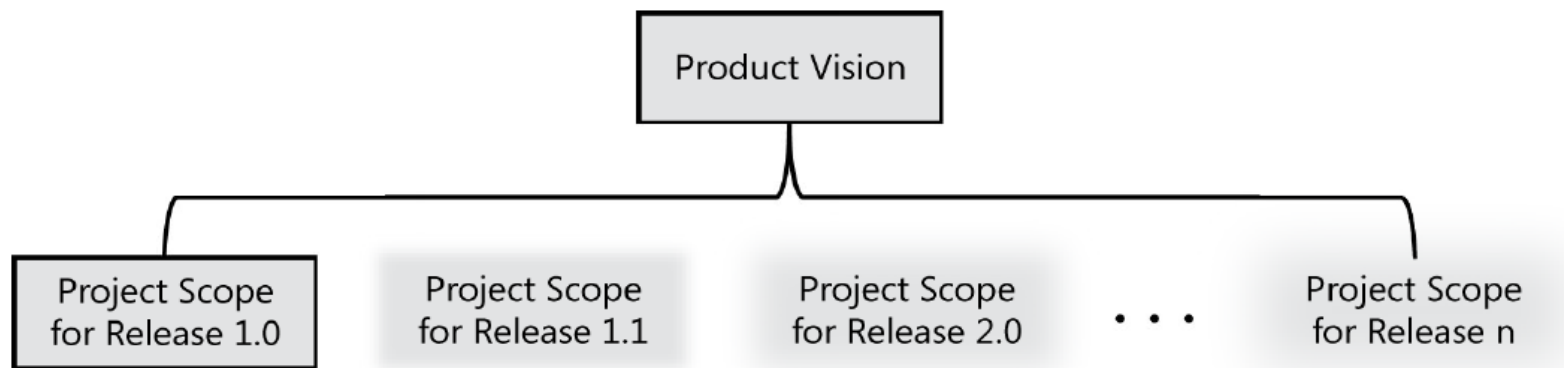 Product Vision
Project Scope
for Release 1.0
Project Scope
for Release 1.1
Project Scope
for Release 2.0
. . .
Project Scope
for Release n